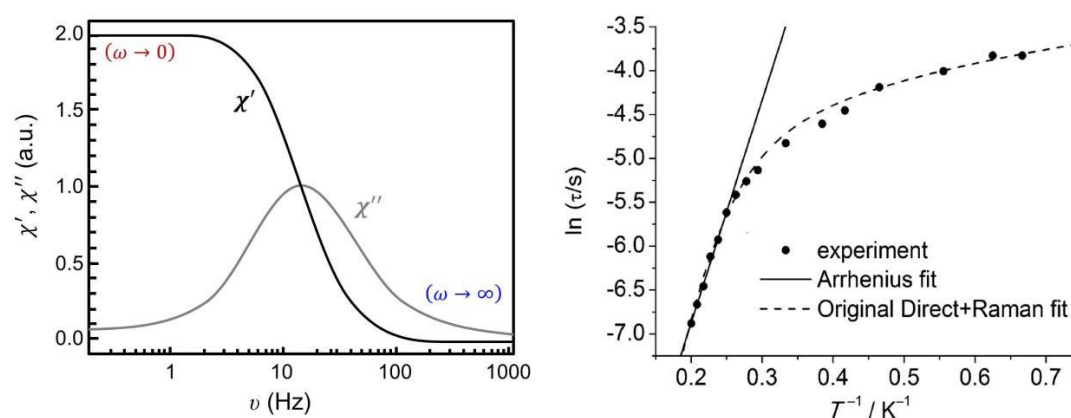 χ′, χ″ (a.u.)
2.0
1.5
1.0
0.5
0.0
(ω → 0)
χ′
χ″
(ω → ∞)
1
10
100
1000
υ (Hz)
ln (τ/s)
-3.5
-4.0
-4.5
-5.0
-5.5
-6.0
-6.5
-7.0
experiment
Arrhenius fit
Original Direct+Raman fit
0.2
0.3
0.4
0.5
0.6
0.7
T⁻¹ / K⁻¹